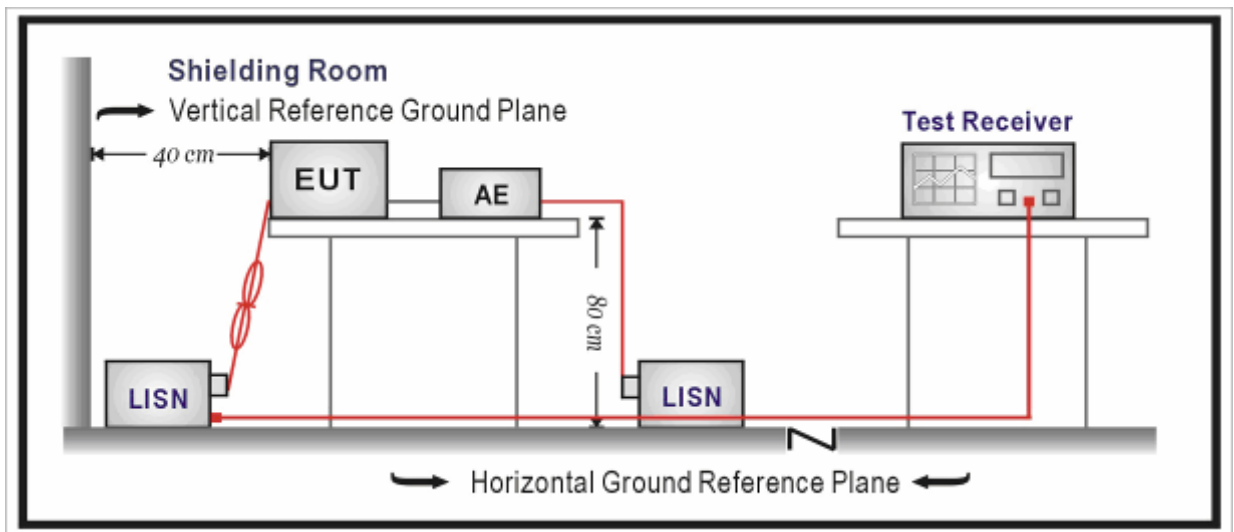 Shielding Room
Vertical Reference Ground Plane
40 cm
EUT
AE
Test Receiver
80 cm
LISN
LISN
Horizontal Ground Reference Plane